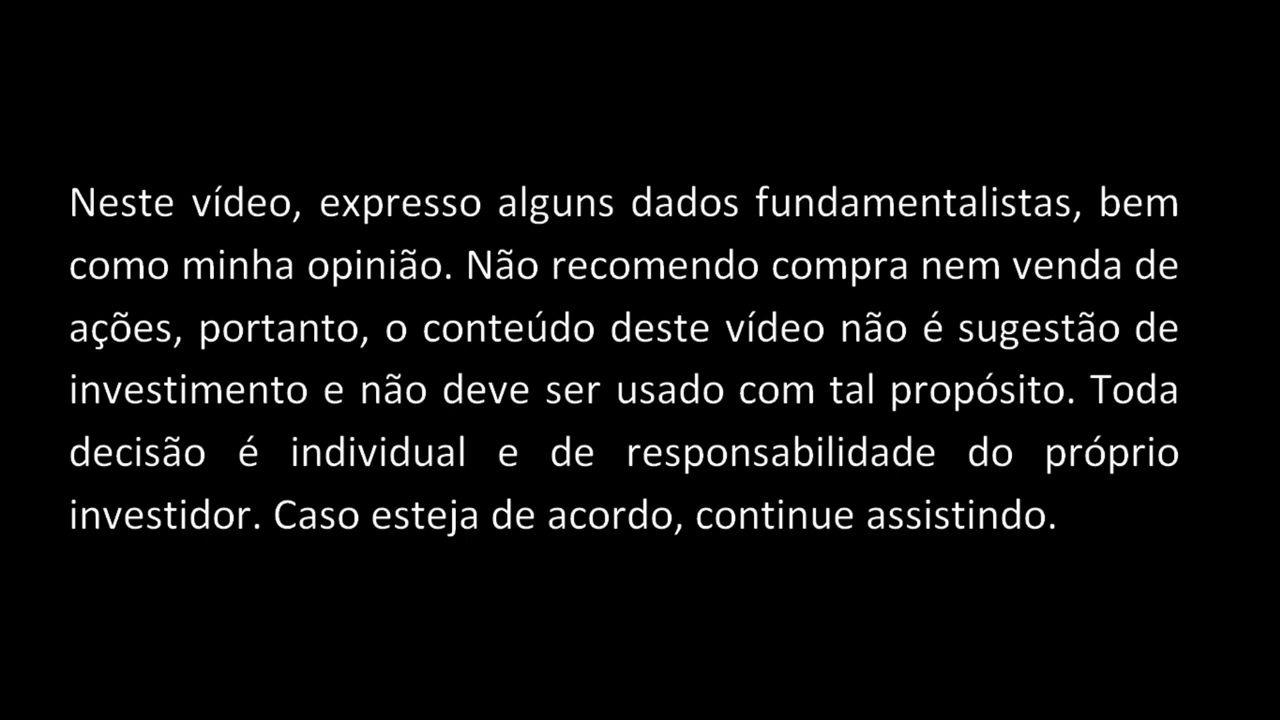 Neste vídeo, expresso alguns dados fundamentalistas, bem
como minha opinião. Não recomendo compra nem venda de
ações, portanto, o conteúdo deste vídeo não é sugestão de
investimento e não deve ser usado com tal propósito. Toda
decisão é individual e de responsabilidade do próprio
investidor. Caso esteja de acordo, continue assistindo.